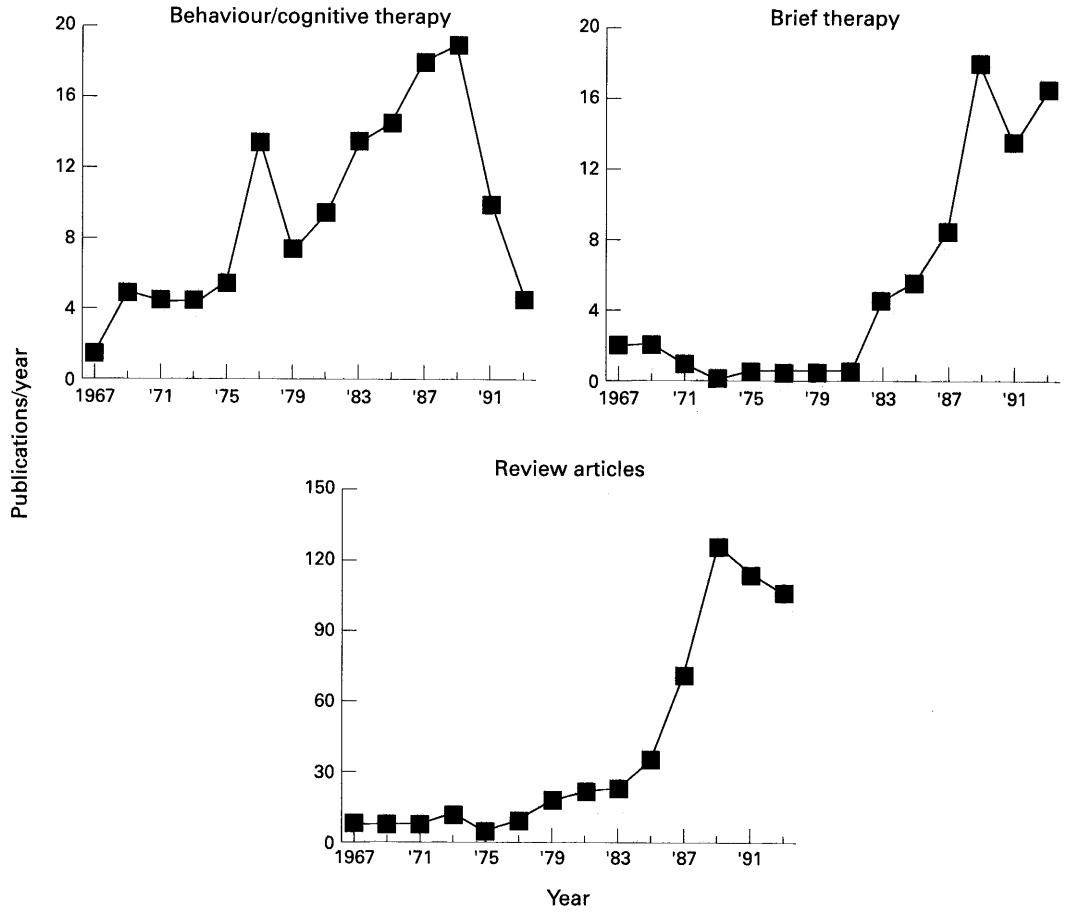 Behaviour/cognitive therapy
20
16
12
8
4
0
1967 '71 '75 '79 '83 '87 '91
Brief therapy
20
16
12
8
4
0
1967 '71 '75 '79 '83 '87 '91
Publications/year
Review articles
150
120
90
60
30
0
1967 '71 '75 '79 '83 '87 '91
Year